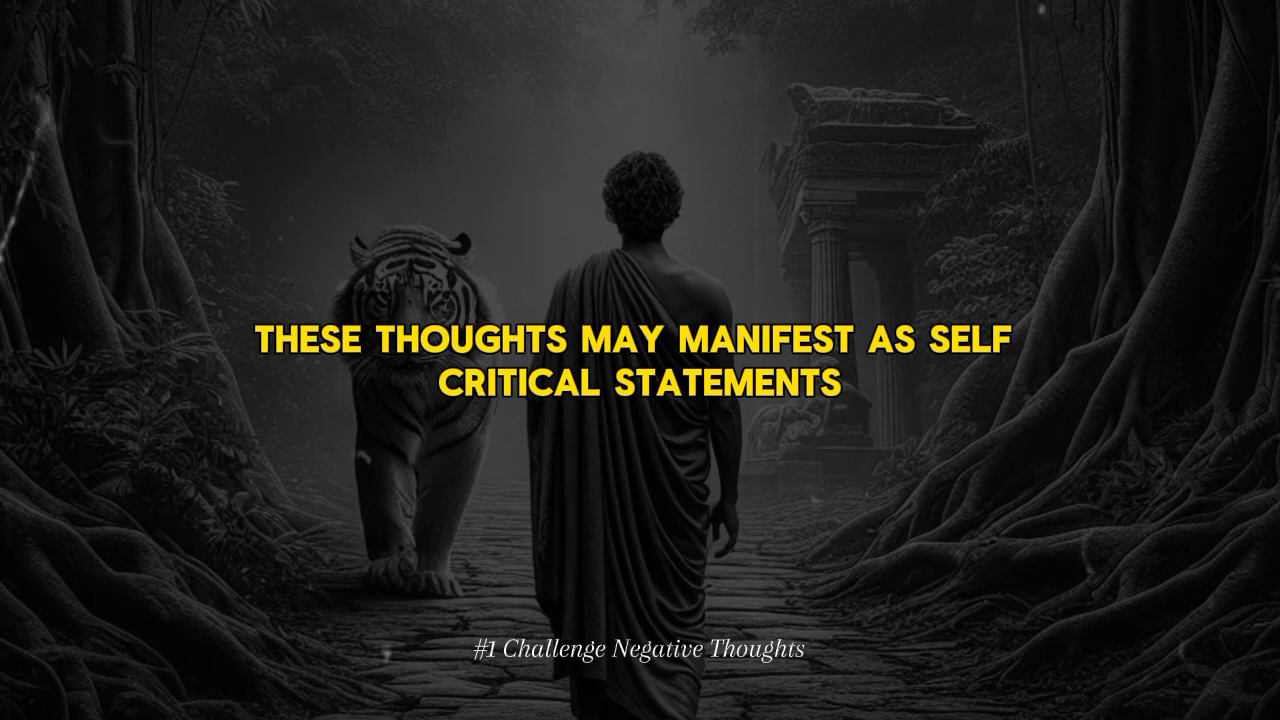 THESE THOUGHTS MAY MANIFEST AS SELF
CRITICAL STATEMENTS
#1 Challenge Negative Thoughts